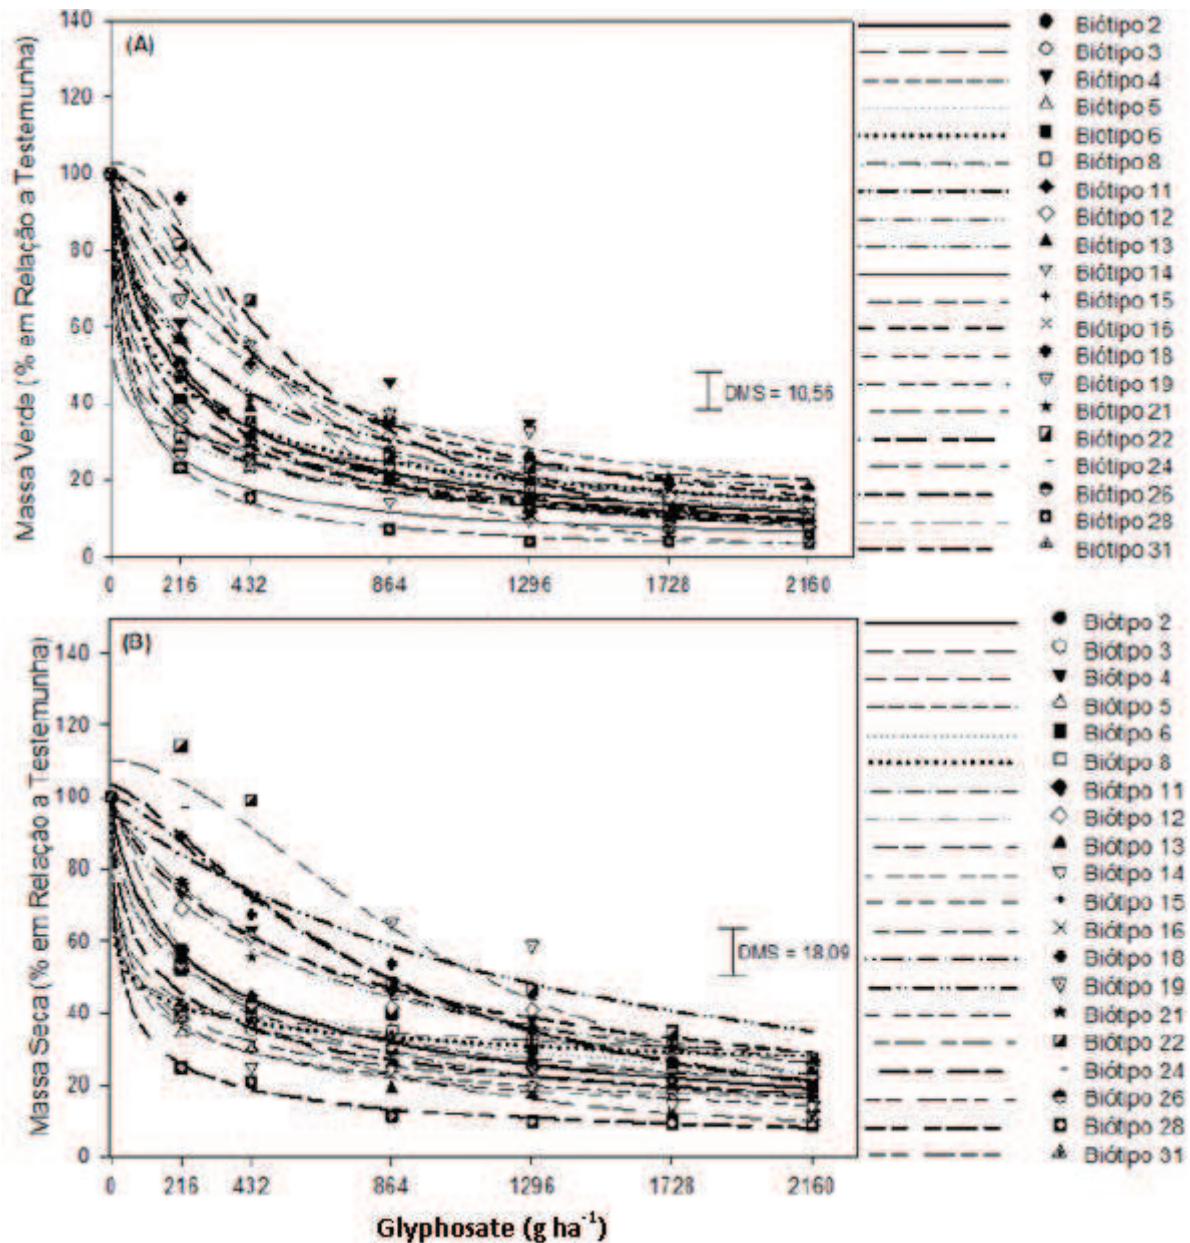 140
120
100
80
60
40
20
0
Massa Verde (% em Relação a Testemunha)
(A)
DMS = 10,56
0 216 432 864 1296 1728 2160
Biótipo 2
Biótipo 3
Biótipo 4
Biótipo 5
Biótipo 6
Biótipo 8
Biótipo 11
Biótipo 12
Biótipo 13
Biótipo 14
Biótipo 15
Biótipo 16
Biótipo 18
Biótipo 19
Biótipo 21
Biótipo 22
Biótipo 24
Biótipo 26
Biótipo 28
Biótipo 31
140
120
100
80
60
40
20
0
Massa Seca (% em Relação a Testemunha)
(B)
DMS = 18,09
0 216 432 864 1296 1728 2160
Glyphosate (g ha⁻¹)
Biótipo 2
Biótipo 3
Biótipo 4
Biótipo 5
Biótipo 6
Biótipo 8
Biótipo 11
Biótipo 12
Biótipo 13
Biótipo 14
Biótipo 15
Biótipo 16
Biótipo 18
Biótipo 19
Biótipo 21
Biótipo 22
Biótipo 24
Biótipo 26
Biótipo 28
Biótipo 31